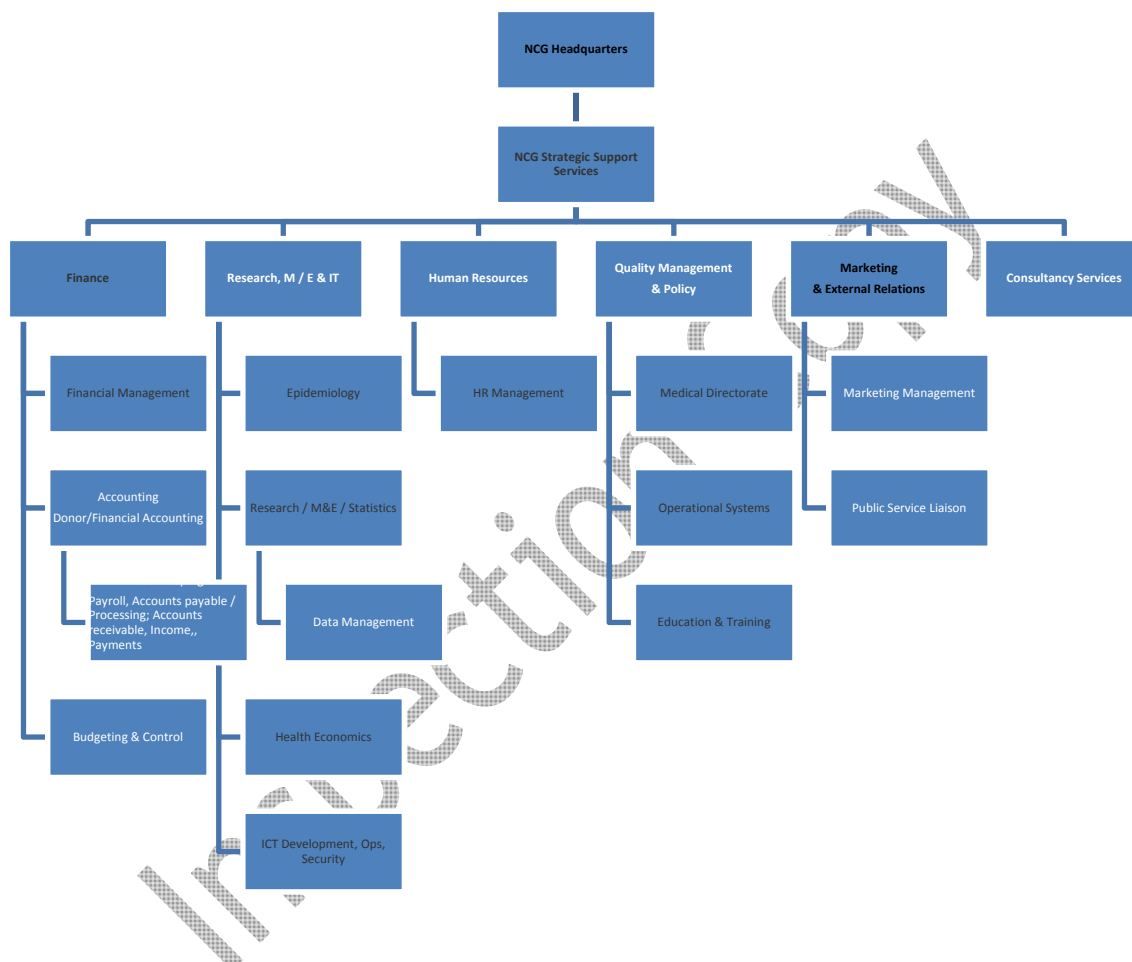 NCG Headquarters
NCG Strategic Support
Services
Finance
Research, M / E & IT
Human Resources
Quality Management
& Policy
Marketing
& External Relations
Consultancy Services
Financial Management
Epidemiology
HR Management
Medical Directorate
Marketing Management
Accounting
Donor/Financial Accounting
Research / M&E / Statistics
Operational Systems
Public Service Liaison
Payroll, Accounts payable /
Processing; Accounts
receivable, Income,,
Payments
Data Management
Education & Training
Budgeting & Control
Health Economics
ICT Development, Ops,
Security
Inspection Copy